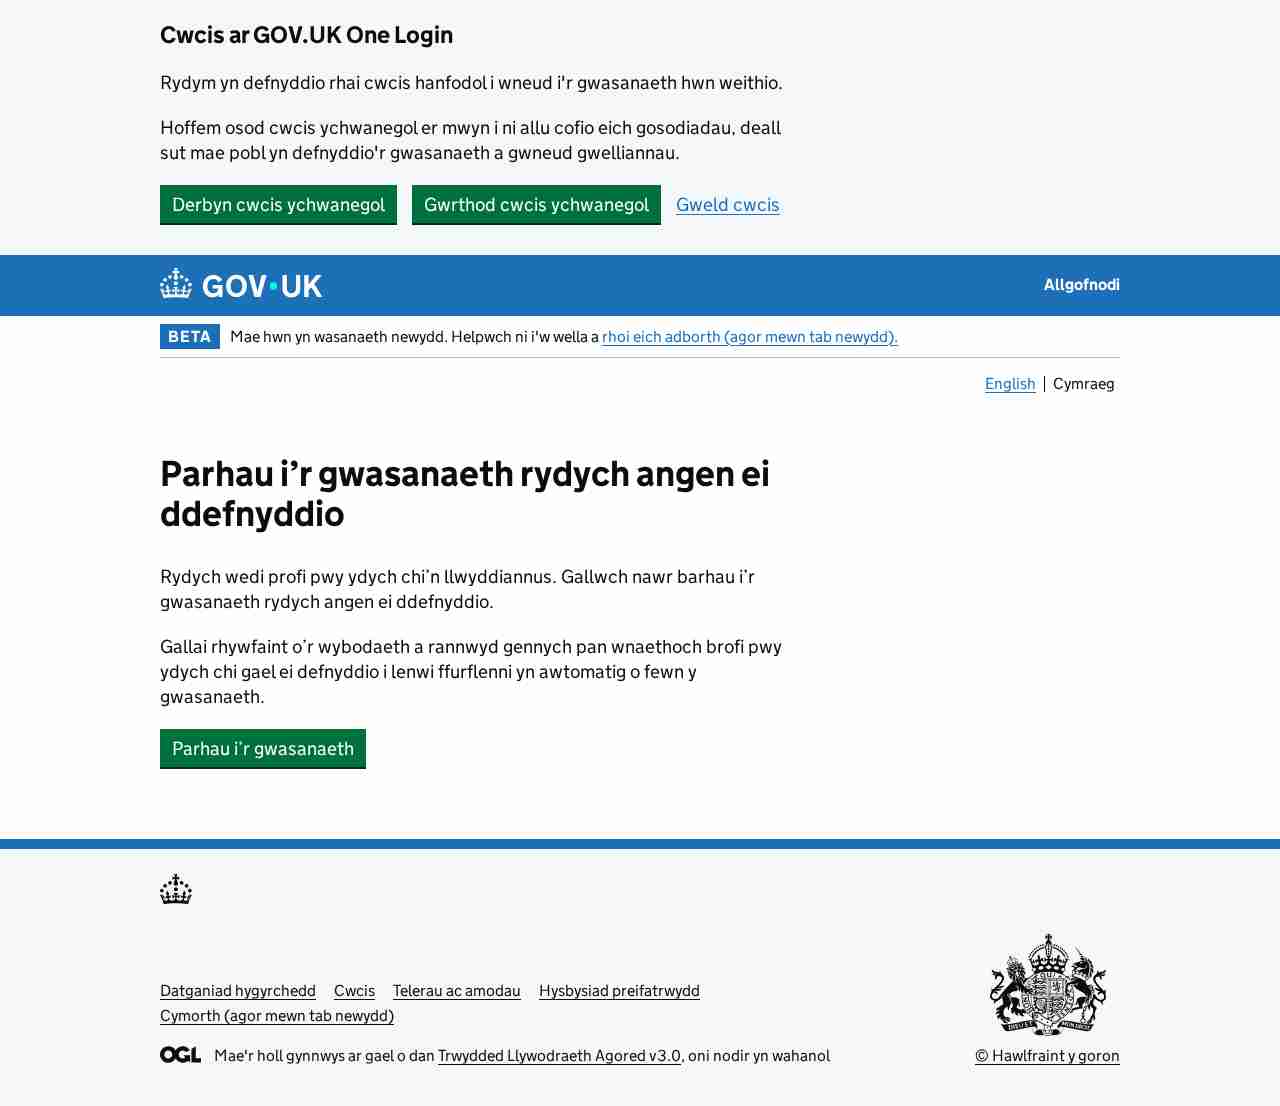 Cwcis ar GOV.UK One Login
Rydym yn defnyddio rhai cwcis hanfodol i wneud i'r gwasanaeth hwn weithio.
Hoffem osod cwcis ychwanegol er mwyn i ni allu cofio eich gosodiadau, deall
sut mae pobl yn defnyddio'r gwasanaeth a gwneud gwelliannau.
Derbyn cwcis ychwanegol Gwrthod cwcis ychwanegol Gweld cwcis
GOV·UK Allgofnodi
BETA Mae hwn yn wasanaeth newydd. Helpwch ni i'w wella a rhoi eich adborth (agor mewn tab newydd).
English Cymraeg
Parhau i’r gwasanaeth rydych angen ei
ddefnyddio
Rydych wedi profi pwy ydych chi’n llwyddiannus. Gallwch nawr barhau i’r
gwasanaeth rydych angen ei ddefnyddio.
Gallai rhywfaint o’r wybodaeth a rannwyd gennych pan wnaethoch brofi pwy
ydych chi gael ei defnyddio i lenwi ffurflenni yn awtomatig o fewn y
gwasanaeth.
Parhau i’r gwasanaeth
Datganiad hygyrchedd Cwcis Telerau ac amodau Hysbysiad preifatrwydd
Cymorth (agor mewn tab newydd)
OGL Mae'r holl gynnwys ar gael o dan Trwydded Llywodraeth Agored v3.0, oni nodir yn wahanol
© Hawlfraint y goron